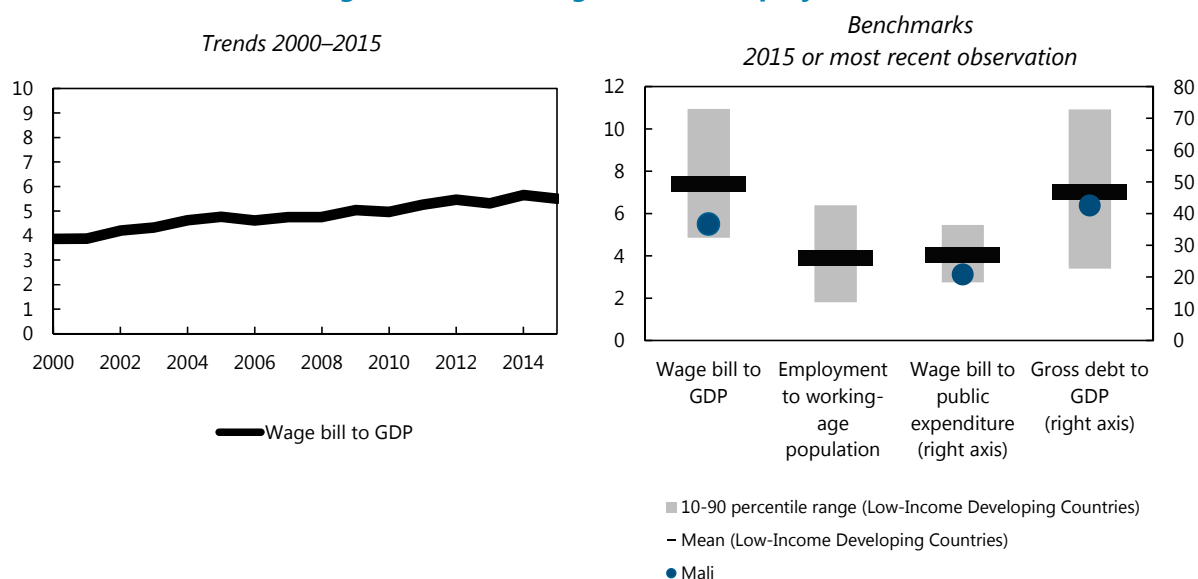 Trends 2000–2015
10
9
8
7
6
5
4
3
2
1
0
2000 2002 2004 2006 2008 2010 2012 2014
Wage bill to GDP
Benchmarks
2015 or most recent observation
12
10
8
6
4
2
0
80
70
60
50
40
30
20
10
0
Wage bill to
GDP
Employment
to working-
age
population
Wage bill to
public
expenditure
(right axis)
Gross debt to
GDP
(right axis)
10-90 percentile range (Low-Income Developing Countries)
Mean (Low-Income Developing Countries)
Mali